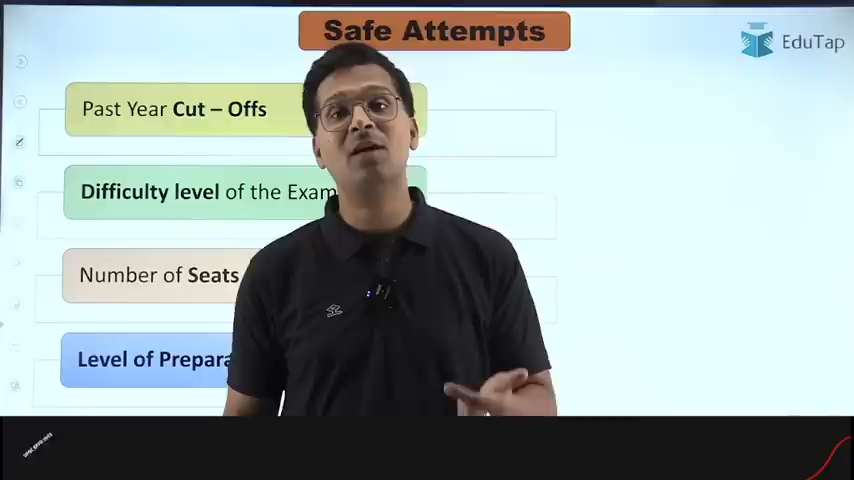 Safe Attempts
EduTap
Past Year Cut – Offs
Difficulty level of the Exam
Number of Seats
Level of Prepara